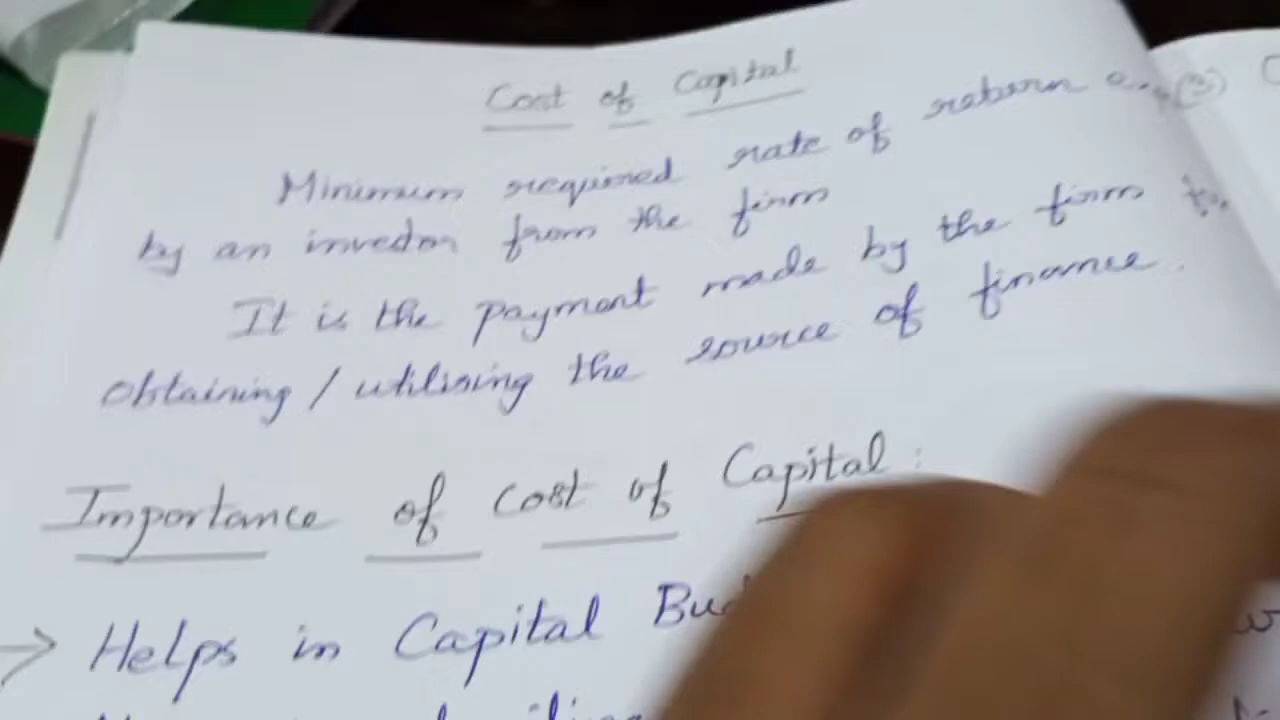 Cost of Capital
Minimum required rate of return
by an investor from the firm
It is the payment made by the firm
obtaining / utilising the source of finance.
Importance of Cost of Capital:
→ Helps in Capital